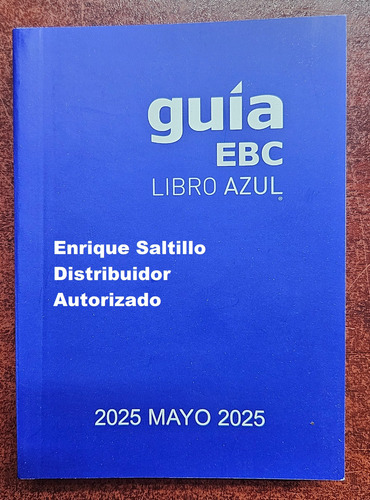 guía
EBC
LIBRO AZUL®
Enrique Saltillo
Distribuidor
Autorizado
2025 MAYO 2025